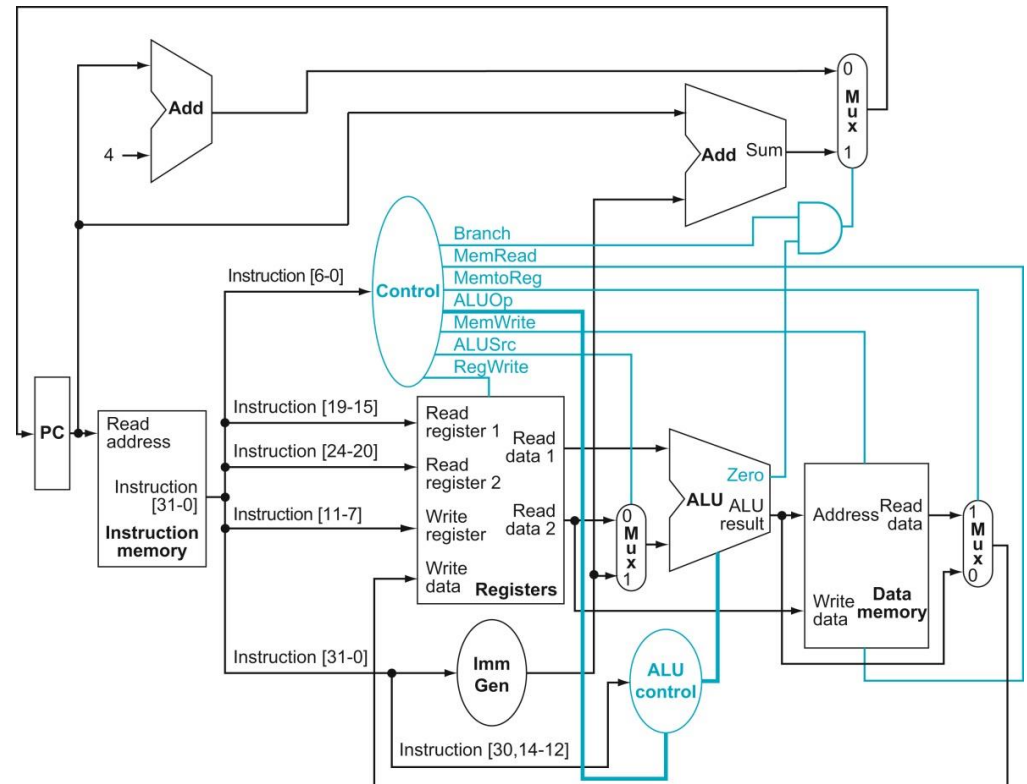 Add
4
Add Sum
0
Mux
1
Branch
MemRead
MemtoReg
ALUOp
MemWrite
ALUSrc
RegWrite
Instruction [6-0]
Control
PC
Read
address
Instruction
[31-0]
Instruction
memory
Instruction [19-15]
Instruction [24-20]
Instruction [11-7]
Instruction [31-0]
Read
register 1
Read
register 2
Write
register
Write
data
Read
data 1
Read
data 2
Registers
0
Mux
1
Zero
ALU
ALU
result
Address
Read
data
Write
data
Data
memory
1
Mux
0
Imm
Gen
ALU
control
Instruction [30,14-12]